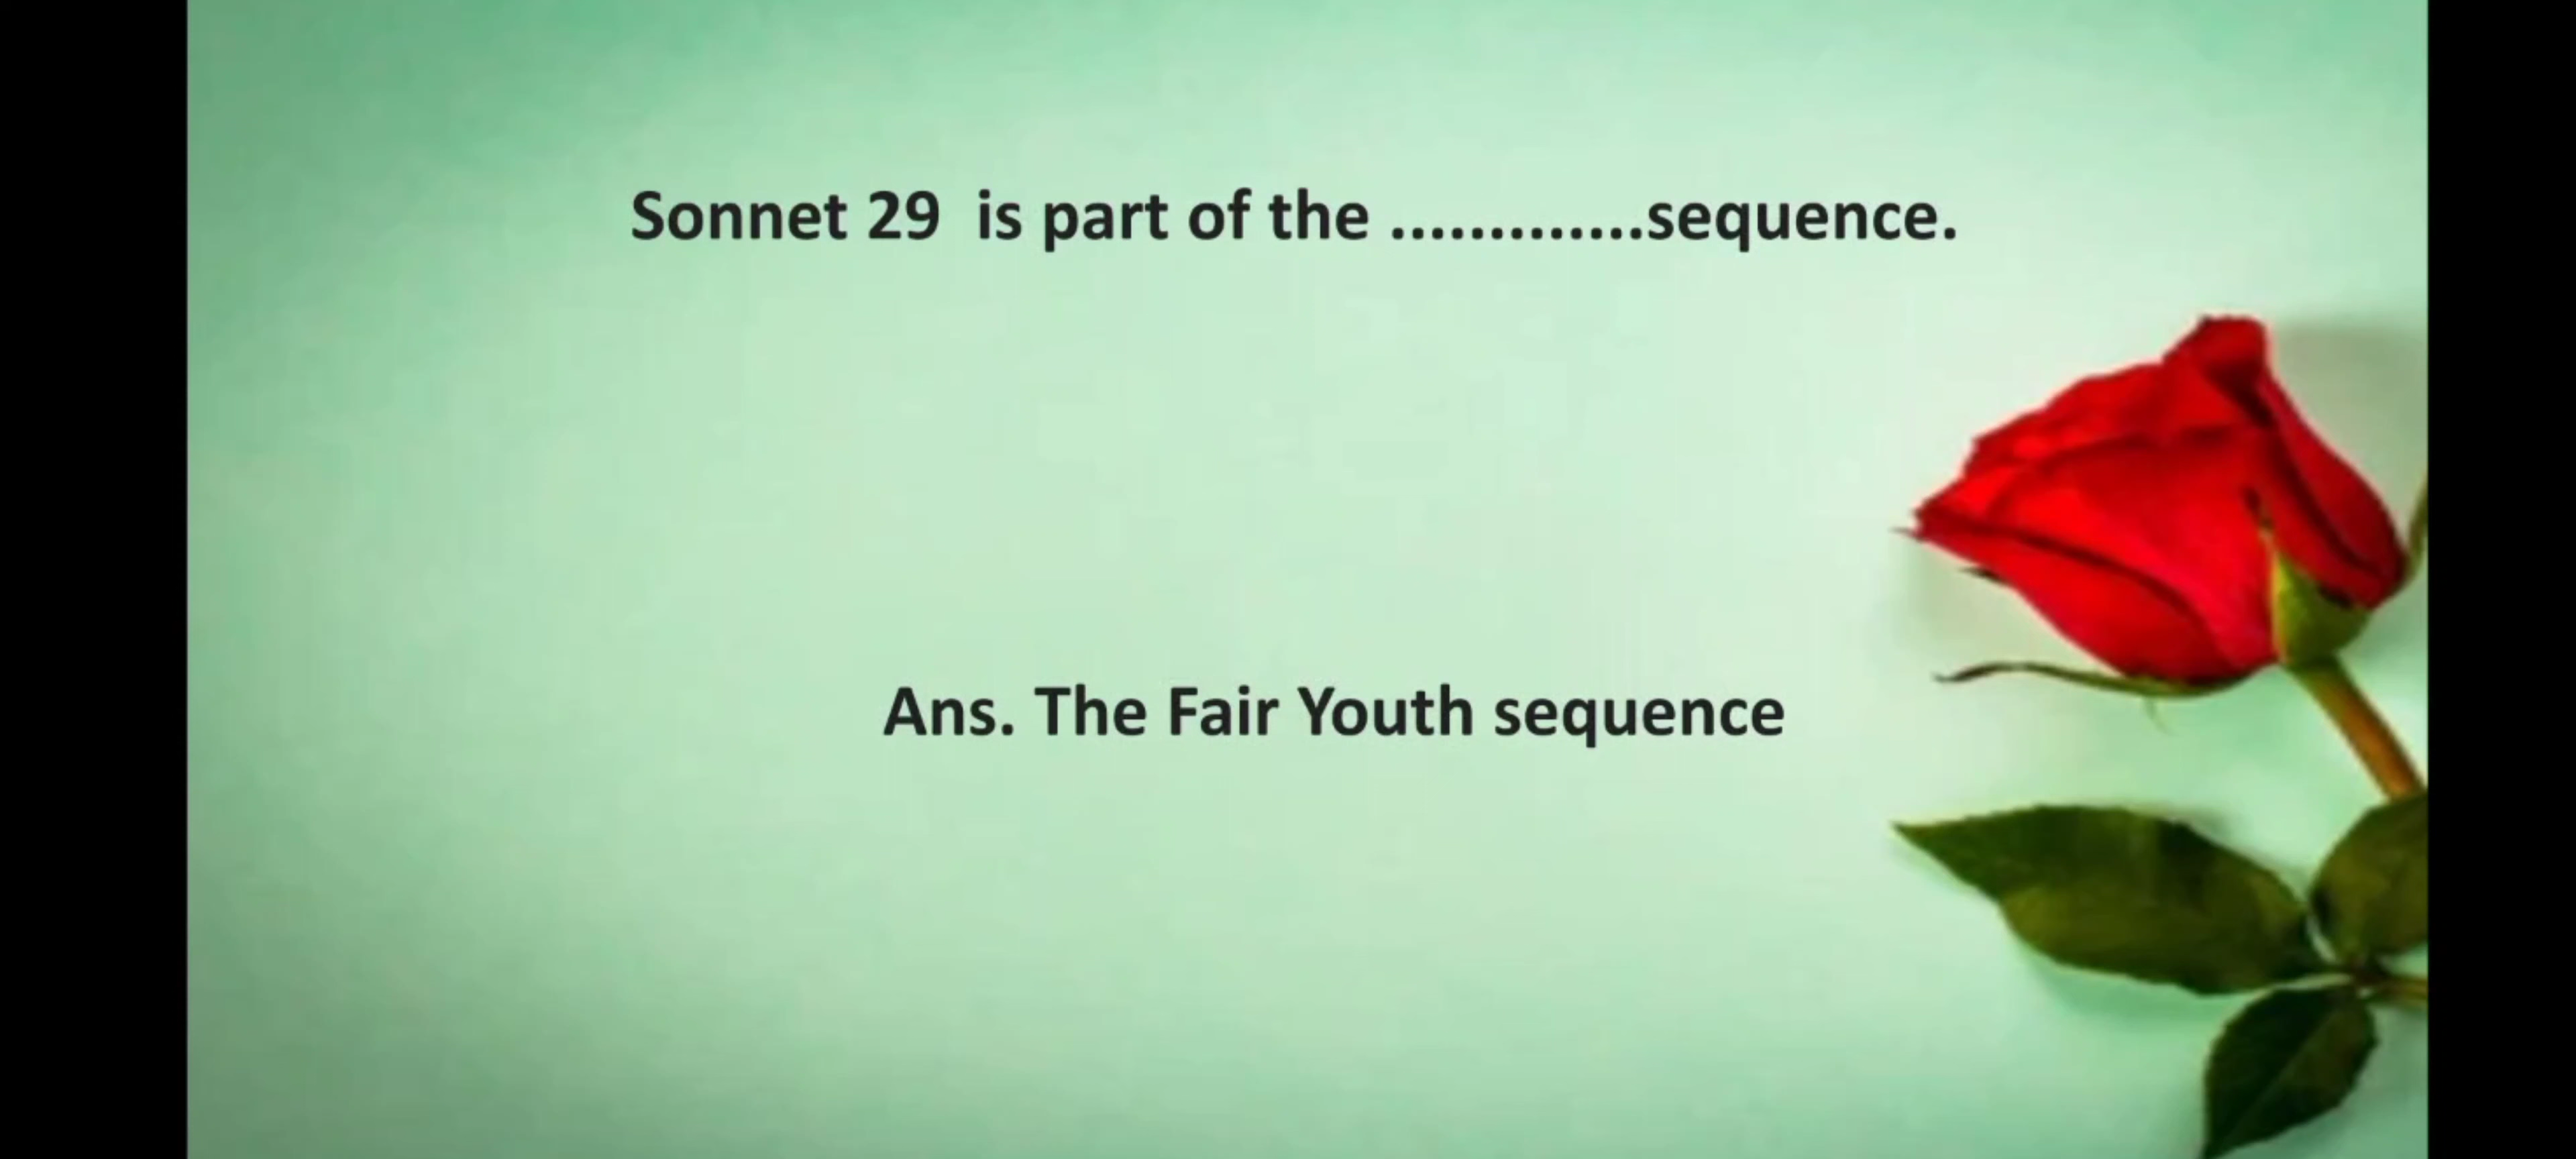 Sonnet 29  is part of the .............sequence.
Ans. The Fair Youth sequence